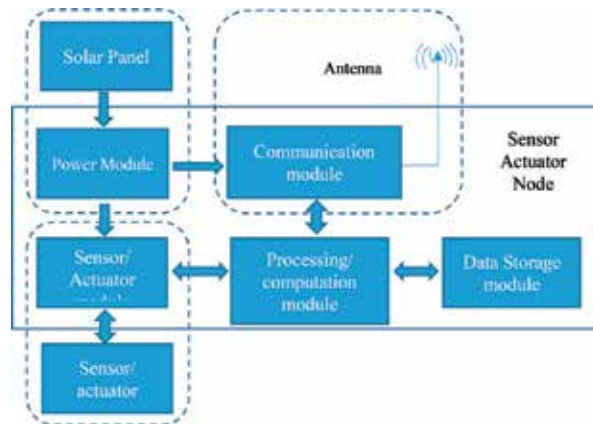 Solar Panel
Antenna
Power Module
Communication
module
Sensor
Actuator
Node
Sensor/
Actuator
module
Processing/
computation
module
Data Storage
module
Sensor/
actuator